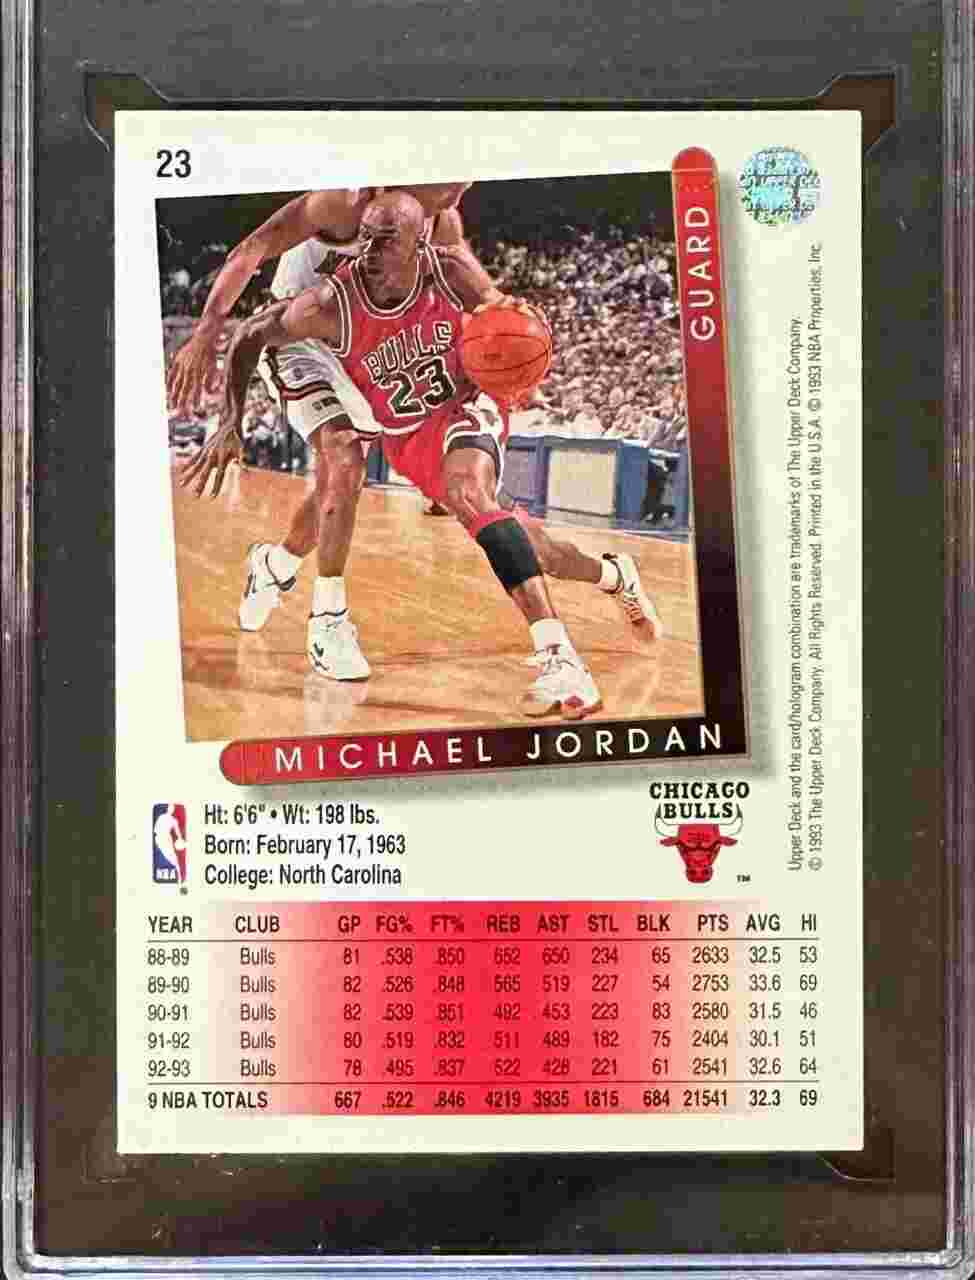 23
GUARD
BULLS
23
MICHAEL JORDAN
Upper Deck and the card/hologram combination are trademarks of The Upper Deck Company.
© 1993 The Upper Deck Company. All Rights Reserved. Printed in the U.S.A. © 1993 NBA Properties, Inc.
CHICAGO
BULLS
TM
NBA
®
Ht: 6'6" • Wt: 198 lbs.
Born: February 17, 1963
College: North Carolina
YEAR CLUB GP FG% FT% REB AST STL BLK PTS AVG HI
88-89 Bulls 81 .538 .850 652 650 234 65 2633 32.5 53
89-90 Bulls 82 .526 .848 565 519 227 54 2753 33.6 69
90-91 Bulls 82 .539 .851 492 453 223 83 2580 31.5 46
91-92 Bulls 80 .519 .832 511 489 182 75 2404 30.1 51
92-93 Bulls 78 .495 .837 522 428 221 61 2541 32.6 64
9 NBA TOTALS 667 .522 .846 4219 3935 1815 684 21541 32.3 69